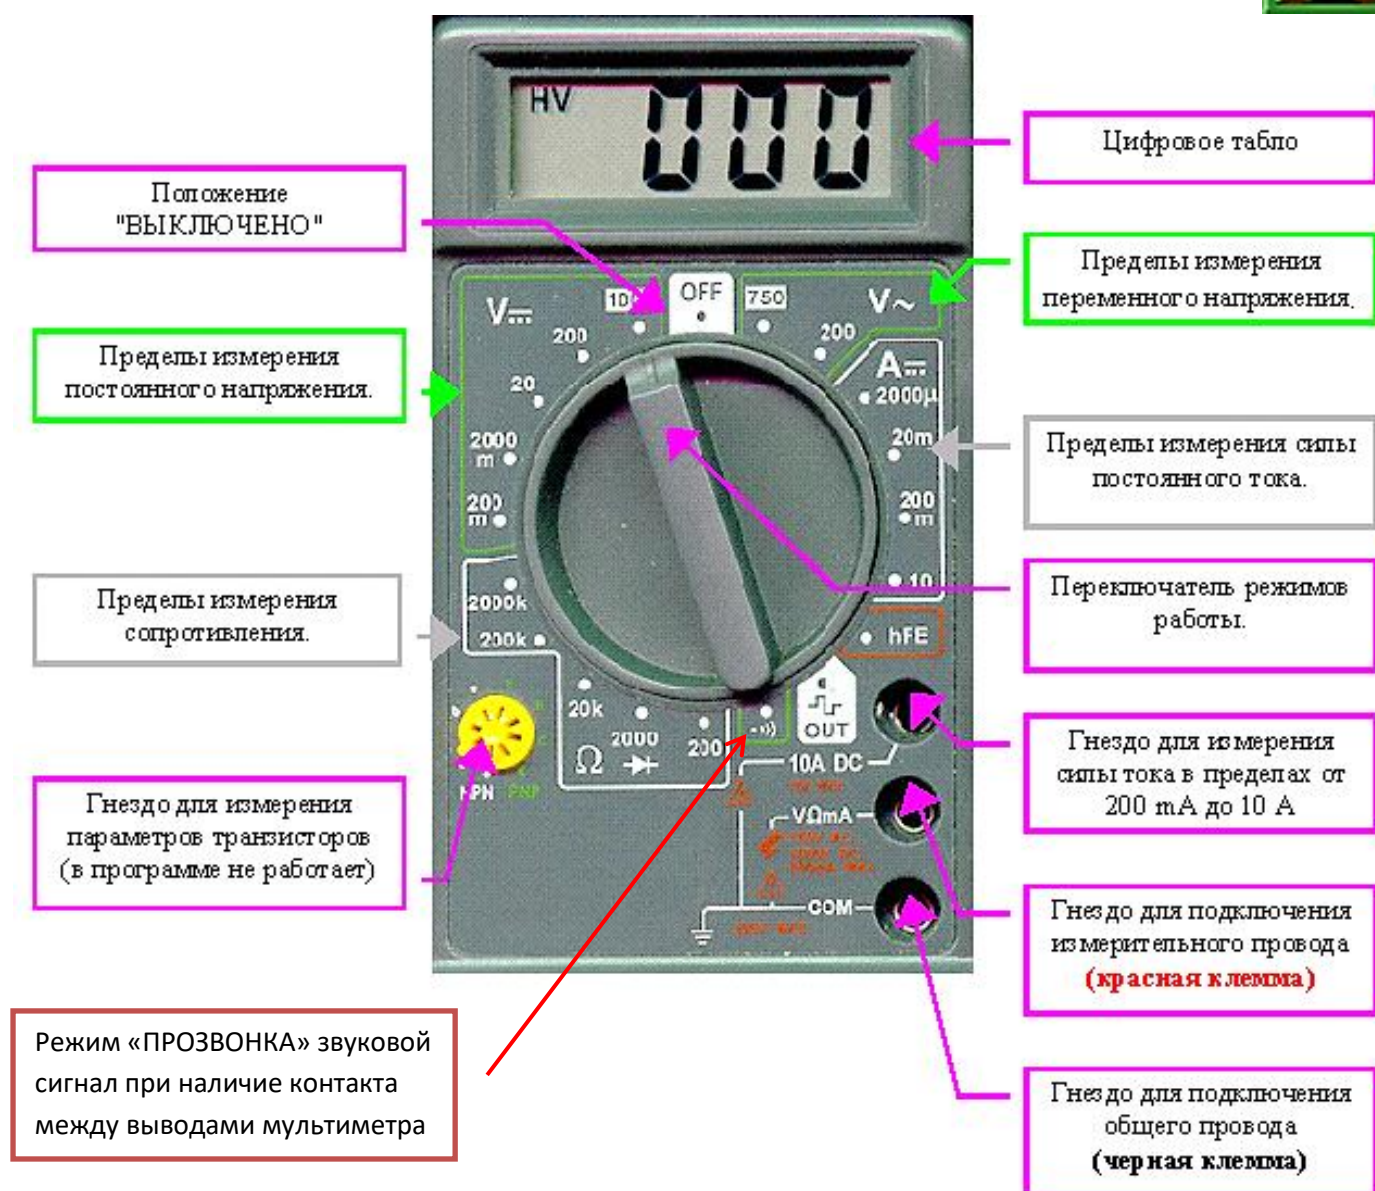 HV 000
Цифровое табло
Положение
"ВЫКЛЮЧЕНО"
Пределы измерения
переменного напряжения.
Пределы измерения
постоянного напряжения.
Пределы измерения силы
постоянного тока.
Пределы измерения
сопротивления.
Переключатель режимов
работы.
Гнездо для измерения
силы тока в пределах от
200 mA до 10 А
Гнездо для измерения
параметров транзисторов
(в программе не работает)
Гнездо для подключения
измерительного провода
(красная клемма)
Режим «ПРОЗВОНКА» звуковой
сигнал при наличие контакта
между выводами мультиметра
Гнездо для подключения
общего провода
(черная клемма)
OFF
750
V~
200
V
10
200
20
2000
m
200
m
A
2000µ
20m
200
m
10
hFE
2000k
200k
20k
2000
200
Ω
OUT
NPN PNP
10A DC
VΩmA
COM